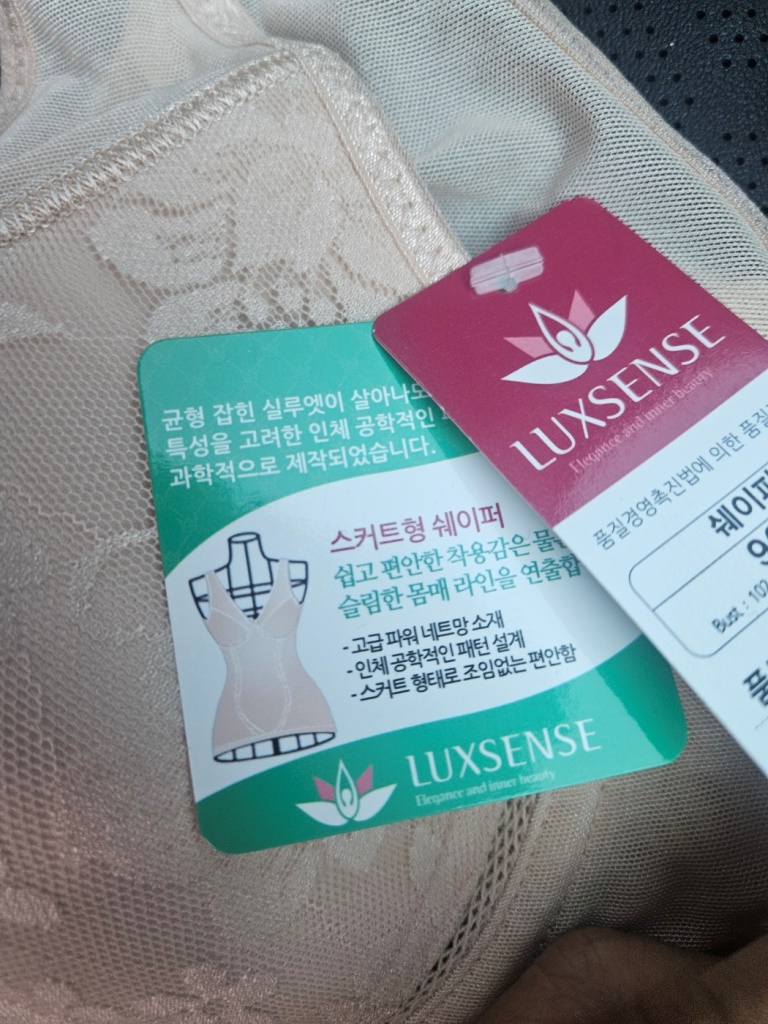 균형 잡힌 실루엣이 살아나도
특성을 고려한 인체 공학적인
과학적으로 제작되었습니다.
스커트형 쉐이퍼
쉽고 편안한 착용감은 물론
슬림한 몸매 라인을 연출합
- 고급 파워 네트망 소재
- 인체 공학적인 패턴 설계
- 스커트 형태로 조임없는 편안함
LUXSENSE
Elegance and inner beauty
LUXSENSE
Elegance and inner beauty
품질경영촉진법에 의한 품질
쉐이퍼
Bust : 102